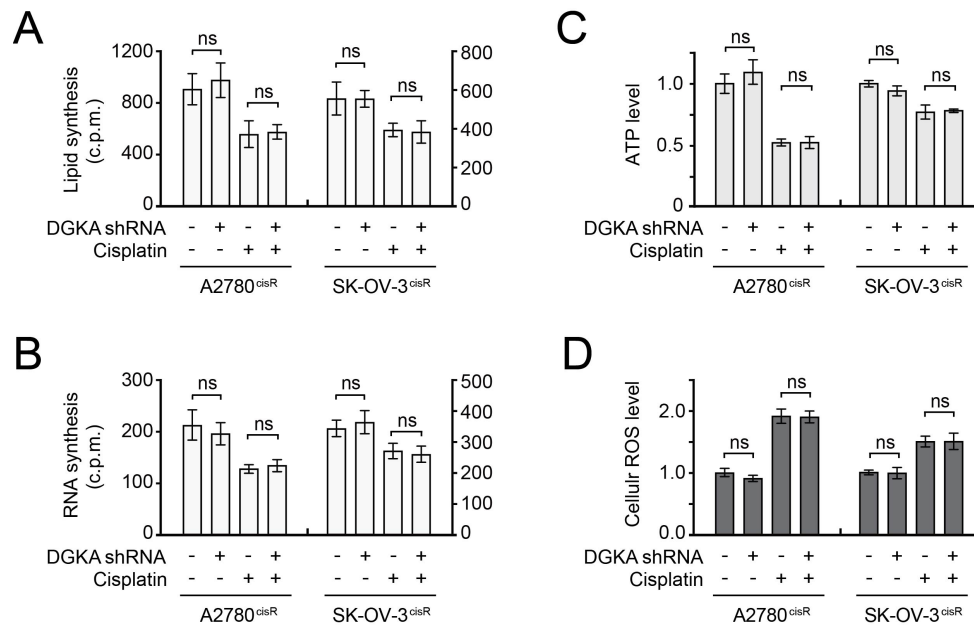 A
Lipid synthesis
(c.p.m.)
1200
800
400
0
ns
ns
ns
ns
800
600
400
200
0
DGKA shRNA - + - + - + - +
Cisplatin - - + + - - + +
A2780cisR
SK-OV-3cisR
C
ATP level
1.0
0.5
0
ns
ns
ns
ns
DGKA shRNA - + - + - + - +
Cisplatin - - + + - - + +
A2780cisR
SK-OV-3cisR
B
RNA synthesis
(c.p.m.)
300
200
100
0
ns
ns
ns
ns
500
400
300
200
100
0
DGKA shRNA - + - + - + - +
Cisplatin - - + + - - + +
A2780cisR
SK-OV-3cisR
D
Cellulr ROS level
2.0
1.0
0.0
ns
ns
ns
ns
DGKA shRNA - + - + - + - +
Cisplatin - - + + - - + +
A2780cisR
SK-OV-3cisR